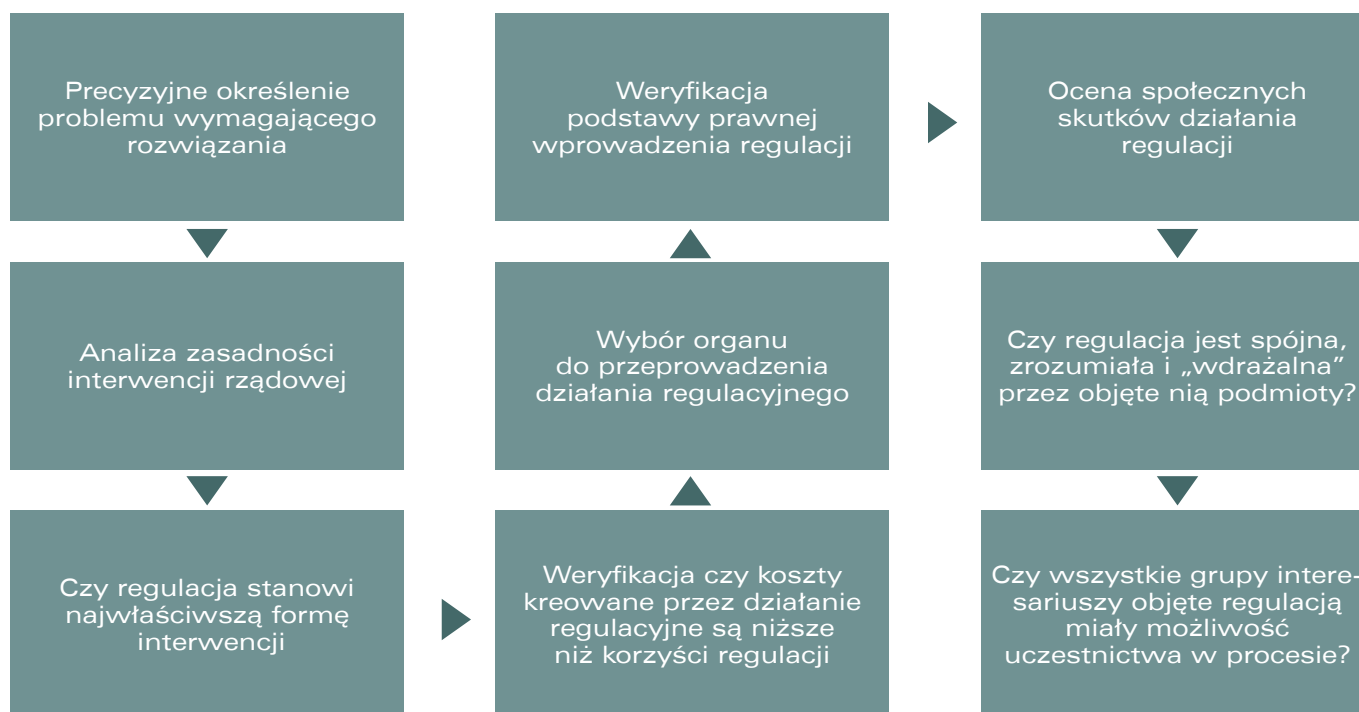 Precyzyjne określenie
problemu wymagającego
rozwiązania
Analiza zasadności
interwencji rządowej
Czy regulacja stanowi
najwłaściwszą formę
interwencji
Weryfikacja czy koszty
kreowane przez działanie
regulacyjne są niższe
niż korzyści regulacji
Wybór organu
do przeprowadzenia
działania regulacyjnego
Weryfikacja
podstawy prawnej
wprowadzenia regulacji
Ocena społecznych
skutków działania
regulacji
Czy regulacja jest spójna,
zrozumiała i „wdrażalna”
przez objęte nią podmioty?
Czy wszystkie grupy intere-
sariuszy objęte regulacją
miały możliwość
uczestnictwa w procesie?